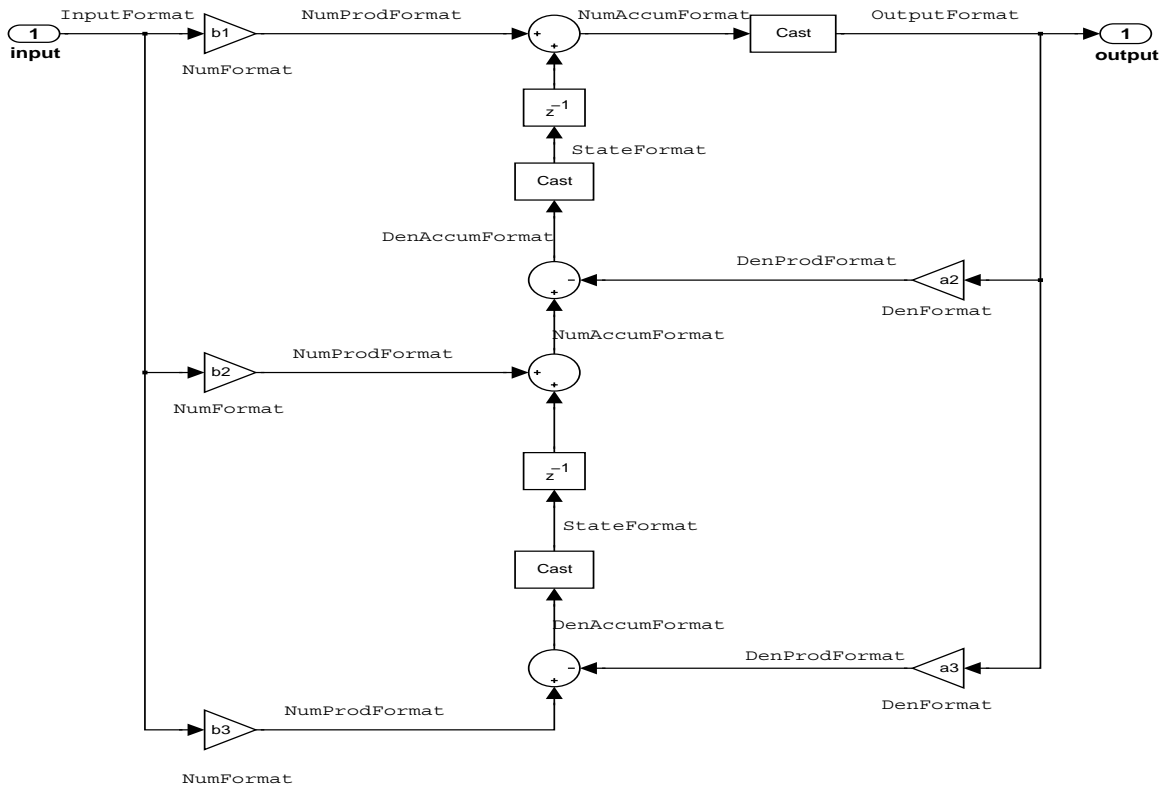 InputFormat
NumProdFormat
NumAccumFormat
OutputFormat
1
input
b1
+
+
Cast
1
output
NumFormat
z−1
StateFormat
Cast
DenAccumFormat
DenProdFormat
−
+
a2
DenFormat
NumAccumFormat
NumProdFormat
b2
+
+
NumFormat
z−1
StateFormat
Cast
DenAccumFormat
DenProdFormat
−
+
a3
DenFormat
NumProdFormat
b3
NumFormat